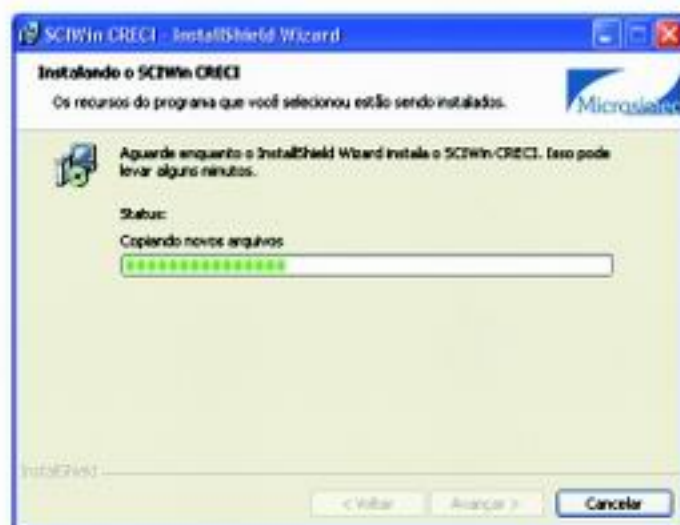 SCIWin CRECI - InstallShield Wizard
Instalando o SCIWin CRECI
Os recursos do programa que você selecionou estão sendo instalados.
Microsistec
Aguarde enquanto o InstallShield Wizard instala o SCIWin CRECI. Isso pode
levar alguns minutos.
Status:
Copiando novos arquivos
InstallShield
< Voltar
Avançar >
Cancelar